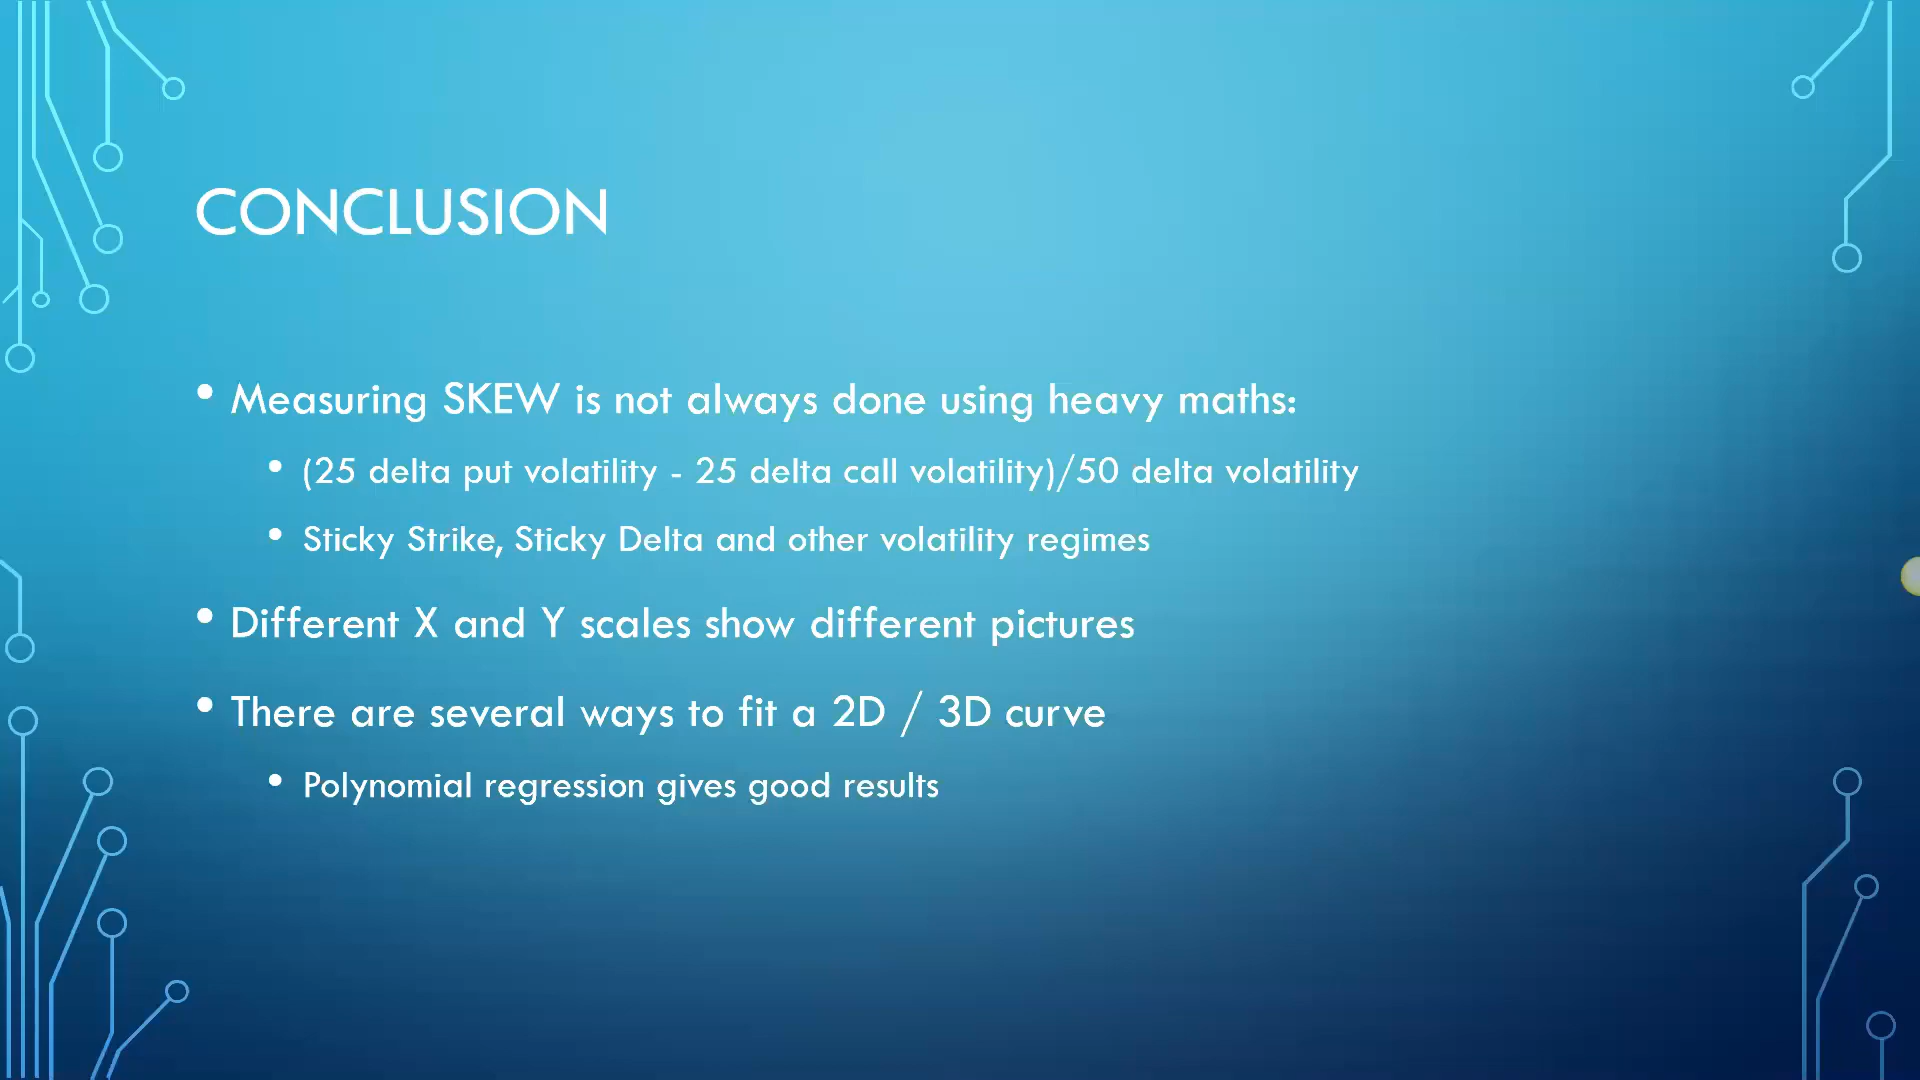 CONCLUSION
• Measuring SKEW is not always done using heavy maths:
• (25 delta put volatility - 25 delta call volatility)/50 delta volatility
• Sticky Strike, Sticky Delta and other volatility regimes
• Different X and Y scales show different pictures
• There are several ways to fit a 2D / 3D curve
• Polynomial regression gives good results